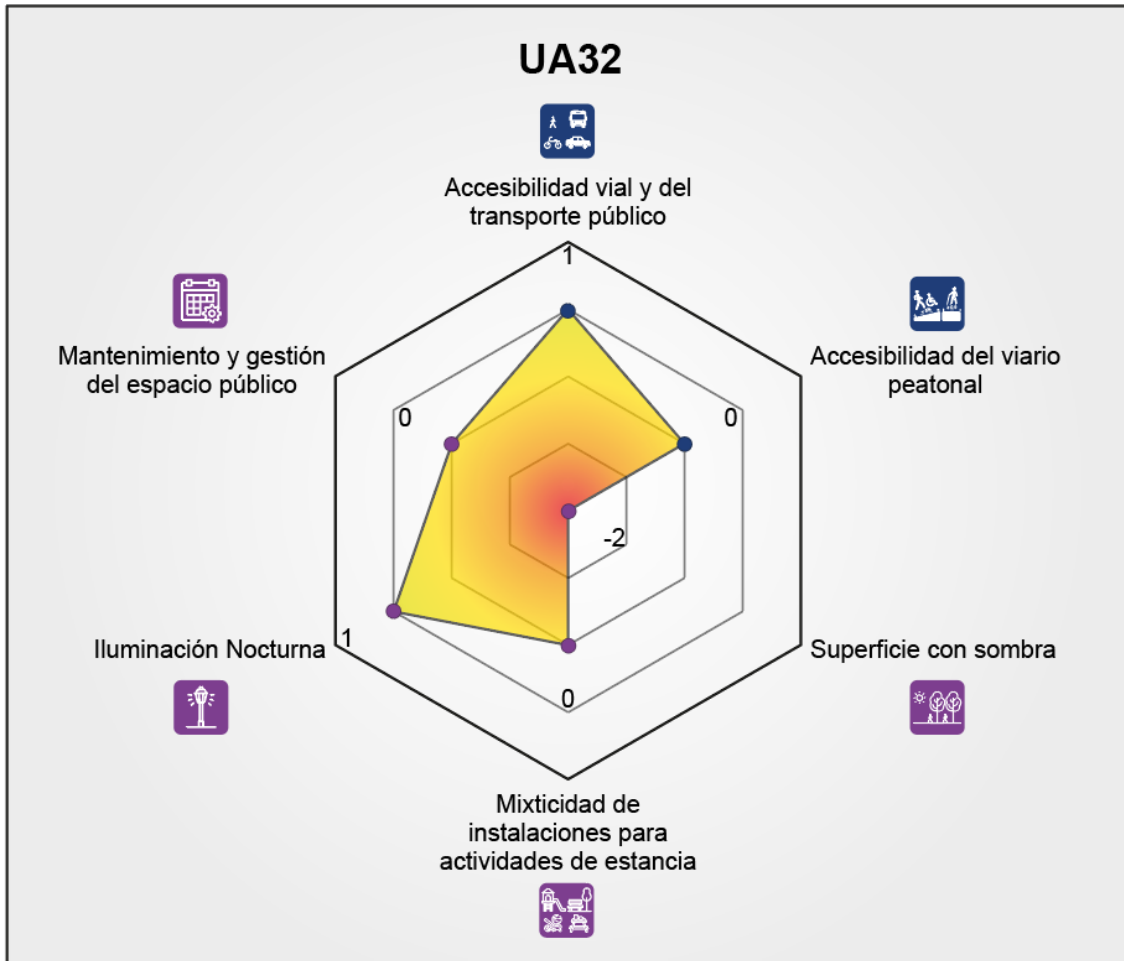 UA32
Accesibilidad vial y del
transporte público
1
Mantenimiento y gestión
del espacio público
0
Accesibilidad del viario
peatonal
0
-2
Iluminación Nocturna
1
Superficie con sombra
0
Mixticidad de
instalaciones para
actividades de estancia